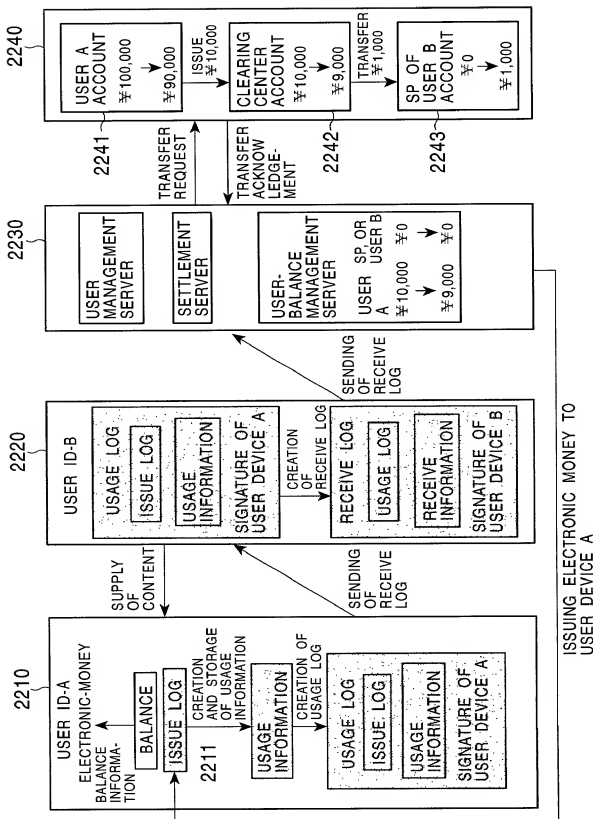 2210
USER ID-A
ELECTRONIC-MONEY
BALANCE
INFORMA-
TION
BALANCE
ISSUE LOG
2211
CREATION
AND STORAGE
OF USAGE
INFORMATION
USAGE
INFORMATION
CREATION OF
USAGE LOG
USAGE LOG
ISSUE LOG
USAGE
INFORMATION
SIGNATURE OF
USER DEVICE A
SUPPLY
OF
CONTENT
SENDING
OF
RECEIVE
LOG
2220
USER ID-B
USAGE LOG
ISSUE LOG
USAGE
INFORMATION
SIGNATURE OF
USER DEVICE A
CREATION
OF
RECEIVE LOG
RECEIVE LOG
USAGE LOG
RECEIVE
INFORMATION
SIGNATURE OF
USER DEVICE B
SENDING
OF
RECEIVE
LOG
2230
USER
MANAGEMENT
SERVER
SETTLEMENT
SERVER
USER-
BALANCE
MANAGEMENT
SERVER
USER SP, OR
A USER B
¥10,000 ¥0
¥9,000 ¥0
TRANSFER
REQUEST
TRANSFER
ACKNOW
LEDGE-
MENT
2240
USER A
ACCOUNT
¥100,000
¥90,000
2241
ISSUE
¥10,000
CLEARING
CENTER
ACCOUNT
¥10,000
¥9,000
2242
TRANSFER
¥1,000
SP OF
USER B
ACCOUNT
¥0
¥1,000
2243
ISSUING ELECTRONIC MONEY TO
USER DEVICE A